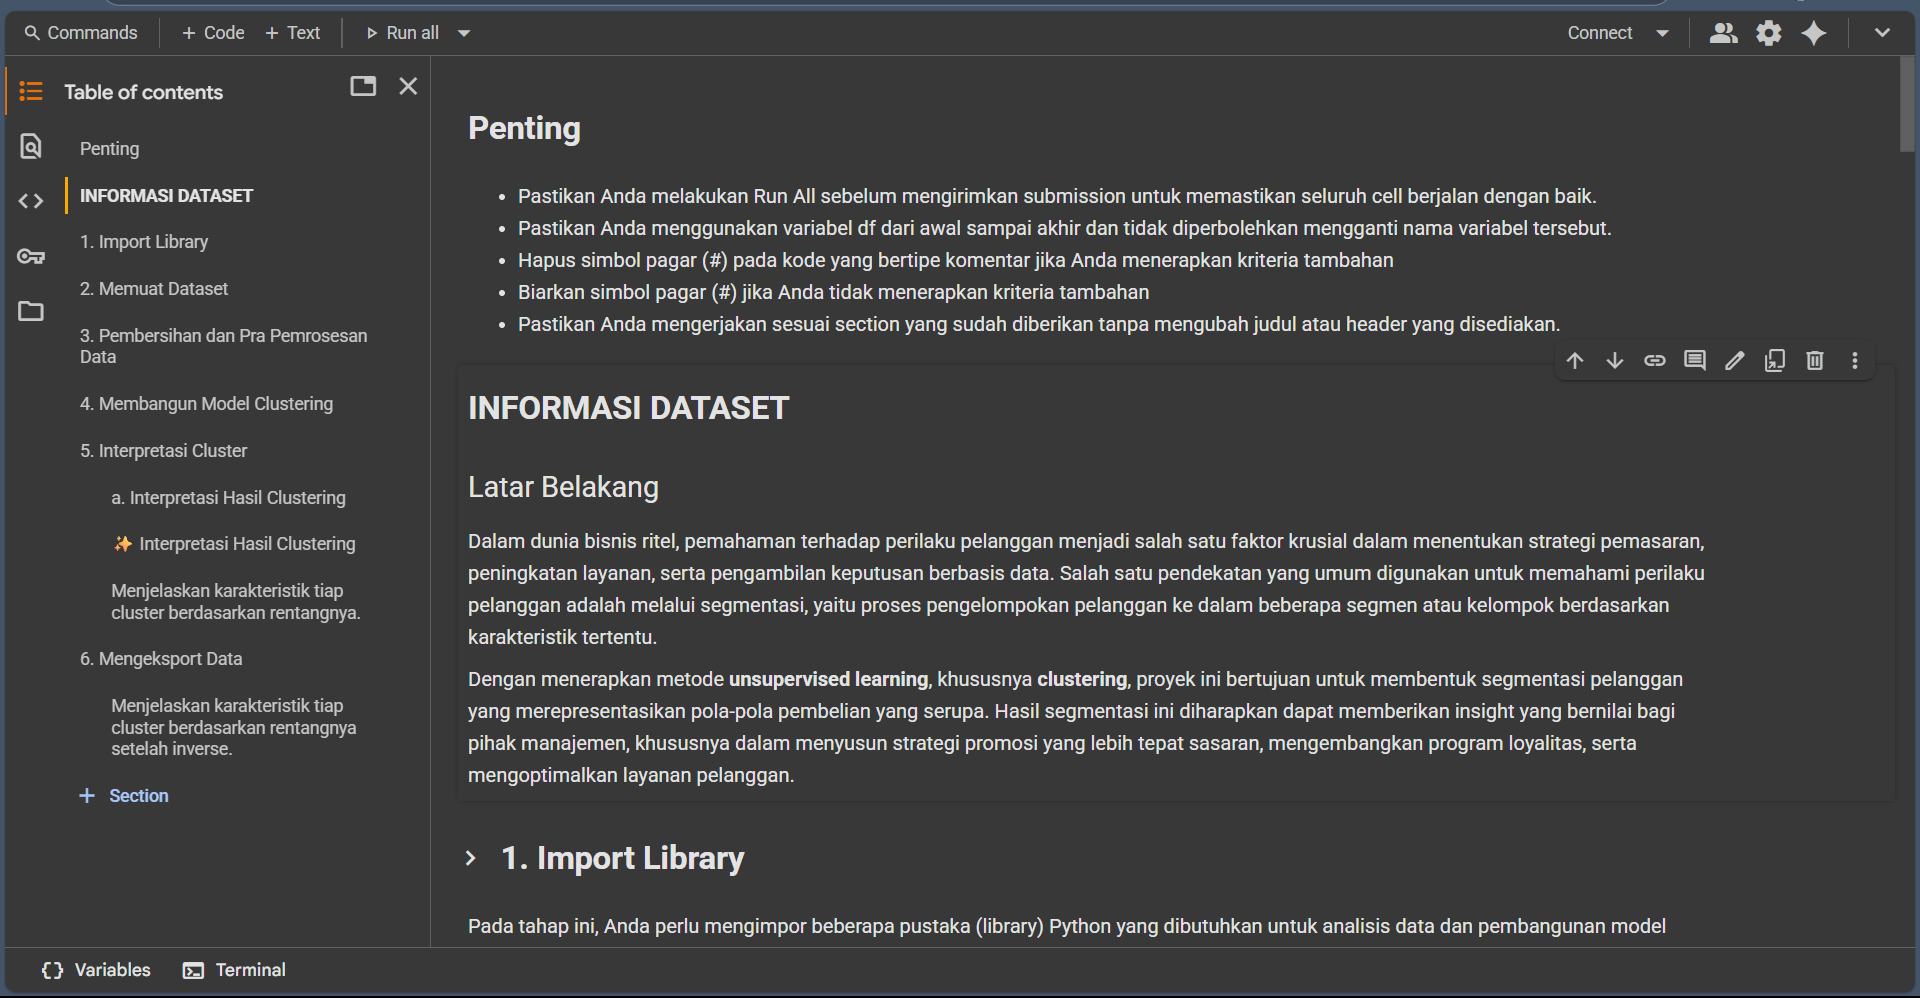 Commands
+ Code
+ Text
Run all
Connect
Table of contents
Penting
INFORMASI DATASET
1. Import Library
2. Memuat Dataset
3. Pembersihan dan Pra Pemrosesan
Data
4. Membangun Model Clustering
5. Interpretasi Cluster
a. Interpretasi Hasil Clustering
✨ Interpretasi Hasil Clustering
Menjelaskan karakteristik tiap
cluster berdasarkan rentangnya.
6. Mengeksport Data
Menjelaskan karakteristik tiap
cluster berdasarkan rentangnya
setelah inverse.
+ Section
Penting
• Pastikan Anda melakukan Run All sebelum mengirimkan submission untuk memastikan seluruh cell berjalan dengan baik.
• Pastikan Anda menggunakan variabel df dari awal sampai akhir dan tidak diperbolehkan mengganti nama variabel tersebut.
• Hapus simbol pagar (#) pada kode yang bertipe komentar jika Anda menerapkan kriteria tambahan
• Biarkan simbol pagar (#) jika Anda tidak menerapkan kriteria tambahan
• Pastikan Anda mengerjakan sesuai section yang sudah diberikan tanpa mengubah judul atau header yang disediakan.
INFORMASI DATASET
Latar Belakang
Dalam dunia bisnis ritel, pemahaman terhadap perilaku pelanggan menjadi salah satu faktor krusial dalam menentukan strategi pemasaran,
peningkatan layanan, serta pengambilan keputusan berbasis data. Salah satu pendekatan yang umum digunakan untuk memahami perilaku
pelanggan adalah melalui segmentasi, yaitu proses pengelompokan pelanggan ke dalam beberapa segmen atau kelompok berdasarkan
karakteristik tertentu.
Dengan menerapkan metode unsupervised learning, khususnya clustering, proyek ini bertujuan untuk membentuk segmentasi pelanggan
yang merepresentasikan pola-pola pembelian yang serupa. Hasil segmentasi ini diharapkan dapat memberikan insight yang bernilai bagi
pihak manajemen, khususnya dalam menyusun strategi promosi yang lebih tepat sasaran, mengembangkan program loyalitas, serta
mengoptimalkan layanan pelanggan.
1. Import Library
Pada tahap ini, Anda perlu mengimpor beberapa pustaka (library) Python yang dibutuhkan untuk analisis data dan pembangunan model
Variables
Terminal